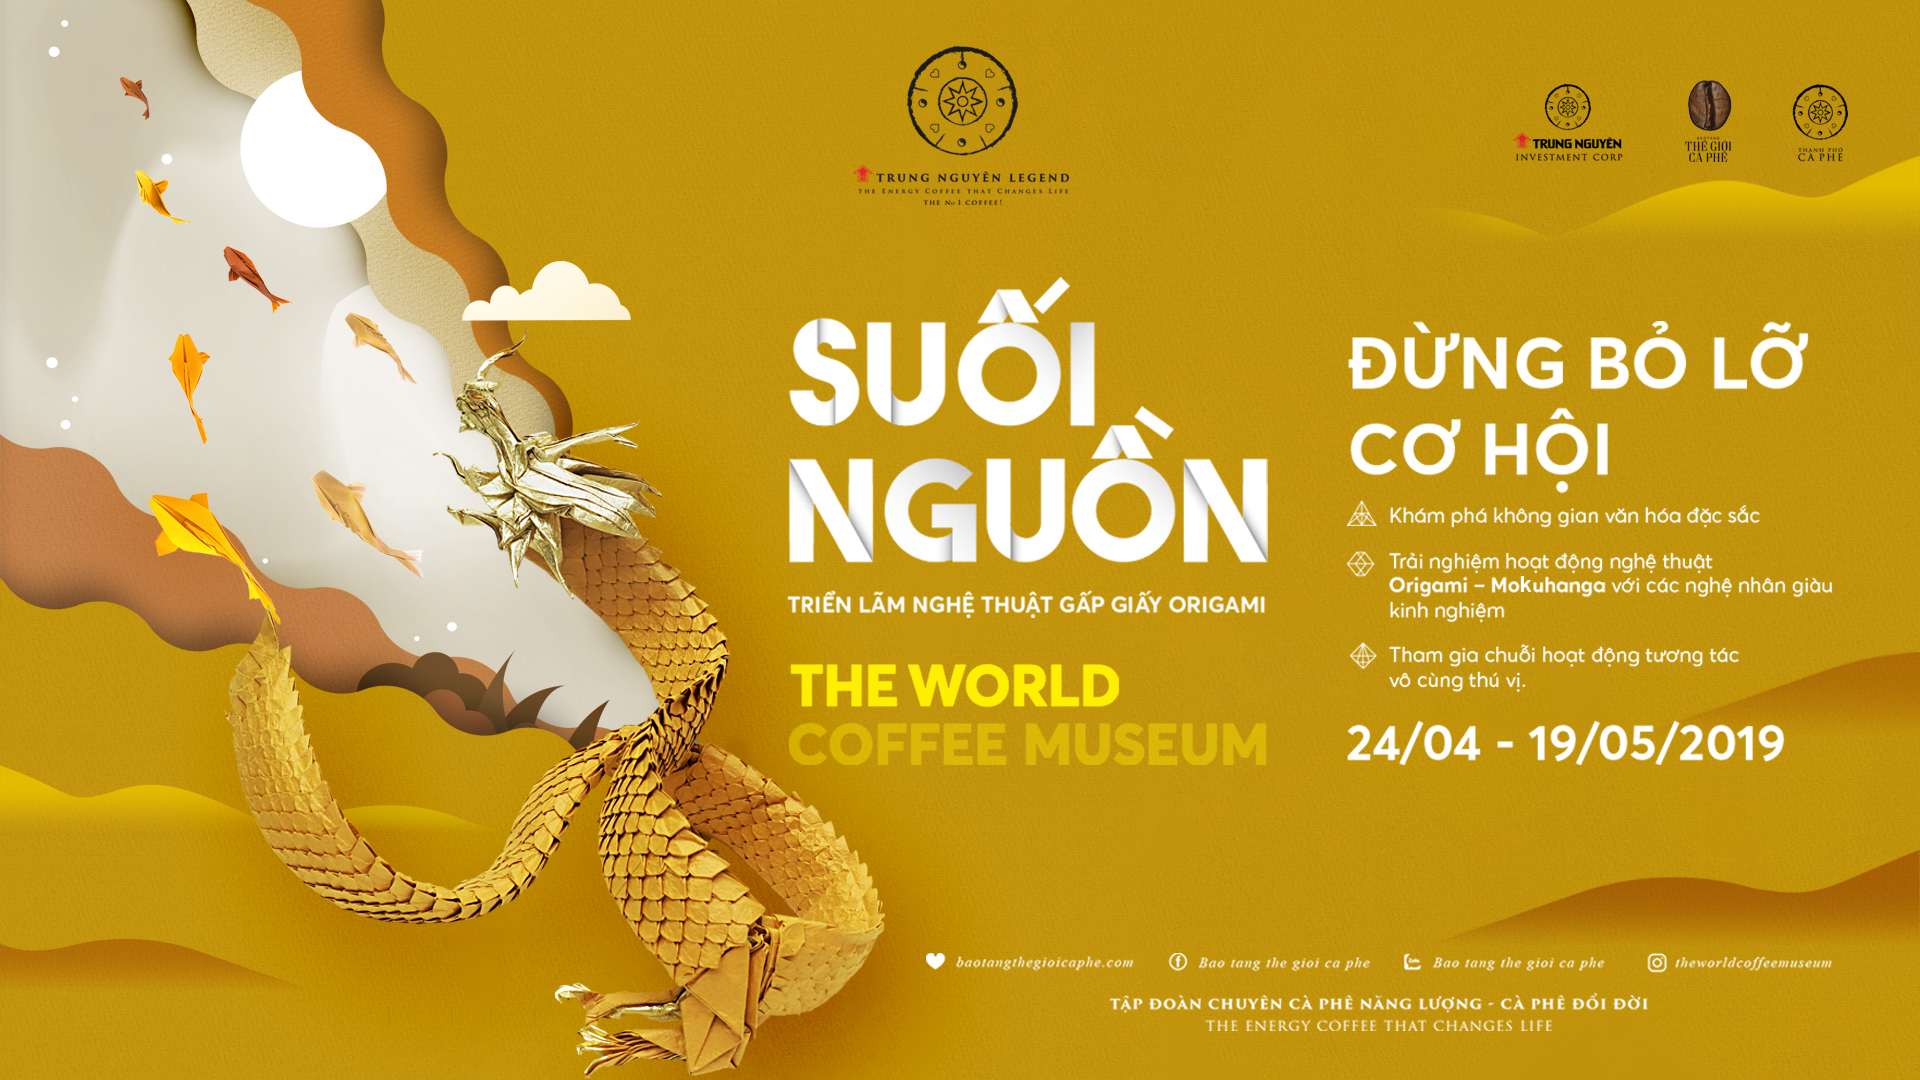 TRUNG NGUYÊN LEGEND
THE ENERGY COFFEE THAT CHANGES LIFE
THE No 1 COFFEE!
TRUNG NGUYÊN
INVESTMENT CORP
BẢO TÀNG
THẾ GIỚI
CÀ PHÊ
THÀNH PHỐ
CÀ PHÊ
SUỐI
NGUỒN
TRIỂN LÃM NGHỆ THUẬT GẤP GIẤY ORIGAMI
THE WORLD
COFFEE MUSEUM
ĐỪNG BỎ LỠ
CƠ HỘI
Khám phá không gian văn hóa đặc sắc
Trải nghiệm hoạt động nghệ thuật
Origami – Mokuhanga với các nghệ nhân giàu
kinh nghiệm
Tham gia chuỗi hoạt động tương tác
vô cùng thú vị.
24/04 - 19/05/2019
baotangthegioicaphe.com
Bao tang the gioi ca phe
Bao tang the gioi ca phe
theworldcoffeemuseum
TẬP ĐOÀN CHUYÊN CÀ PHÊ NĂNG LƯỢNG - CÀ PHÊ ĐỔI ĐỜI
THE ENERGY COFFEE THAT CHANGES LIFE